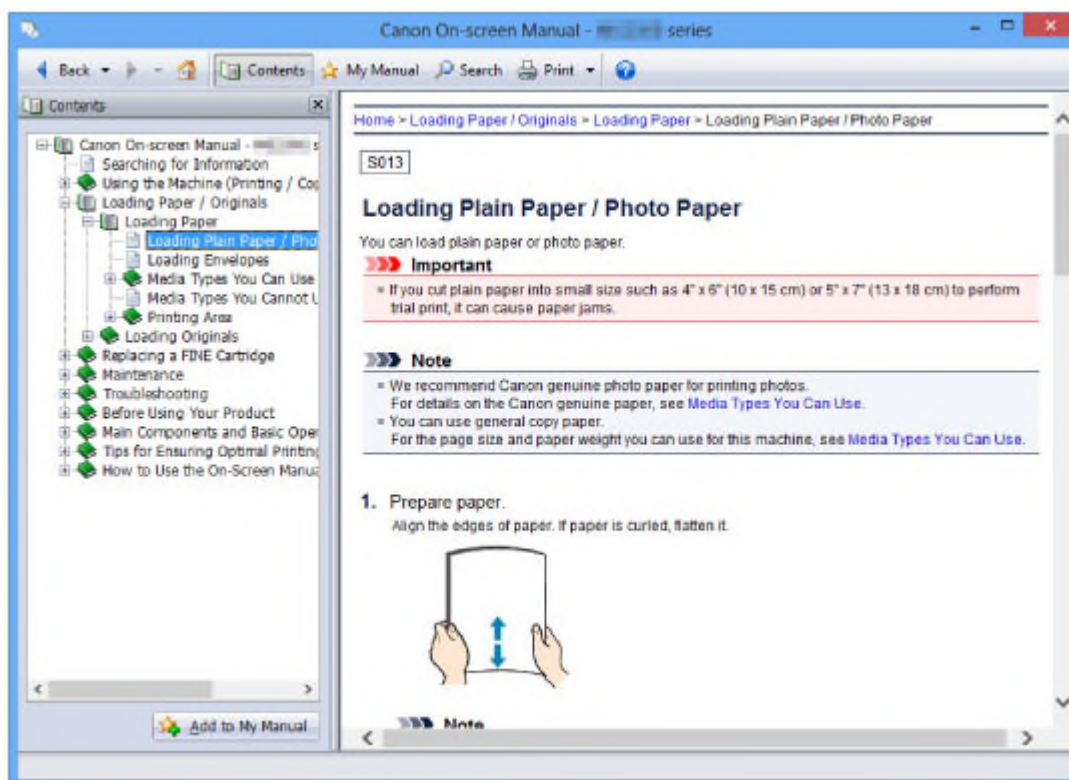 Canon On-screen Manual - series
Back
Contents
My Manual
Search
Print
Contents
Canon On-screen Manual - s
Searching for Information
Using the Machine (Printing / Cop
Loading Paper / Originals
Loading Paper
Loading Plain Paper / Pho
Loading Envelopes
Media Types You Can Use
Media Types You Cannot U
Printing Area
Loading Originals
Replacing a FINE Cartridge
Maintenance
Troubleshooting
Before Using Your Product
Main Components and Basic Oper
Tips for Ensuring Optimal Printing
How to Use the On-Screen Manua
Add to My Manual
Home > Loading Paper / Originals > Loading Paper > Loading Plain Paper / Photo Paper
S013
Loading Plain Paper / Photo Paper
You can load plain paper or photo paper.
Important
If you cut plain paper into small size such as 4" x 6" (10 x 15 cm) or 5" x 7" (13 x 18 cm) to perform
trial print, it can cause paper jams.
Note
We recommend Canon genuine photo paper for printing photos.
For details on the Canon genuine paper, see Media Types You Can Use.
You can use general copy paper.
For the page size and paper weight you can use for this machine, see Media Types You Can Use.
1. Prepare paper.
Align the edges of paper. If paper is curled, flatten it.
Note